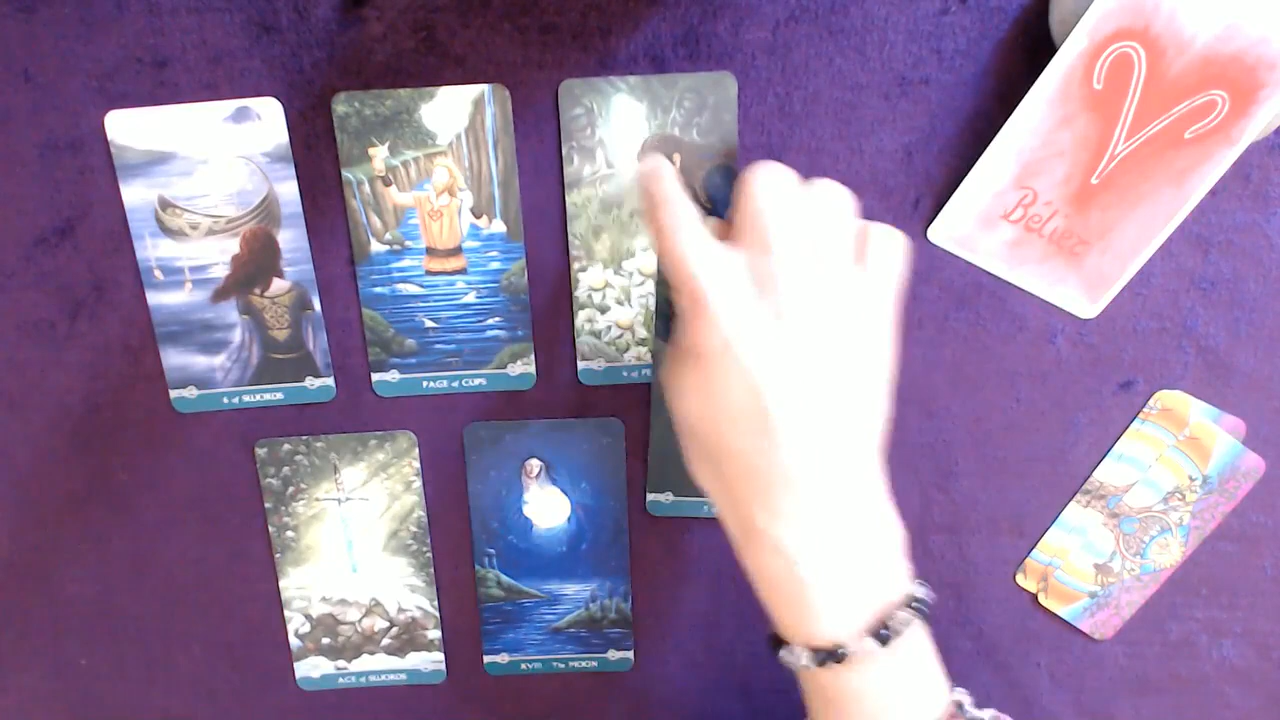 6 of SWORDS
PAGE of CUPS
Bélier
ACE of SWORDS
XVIII The MOON